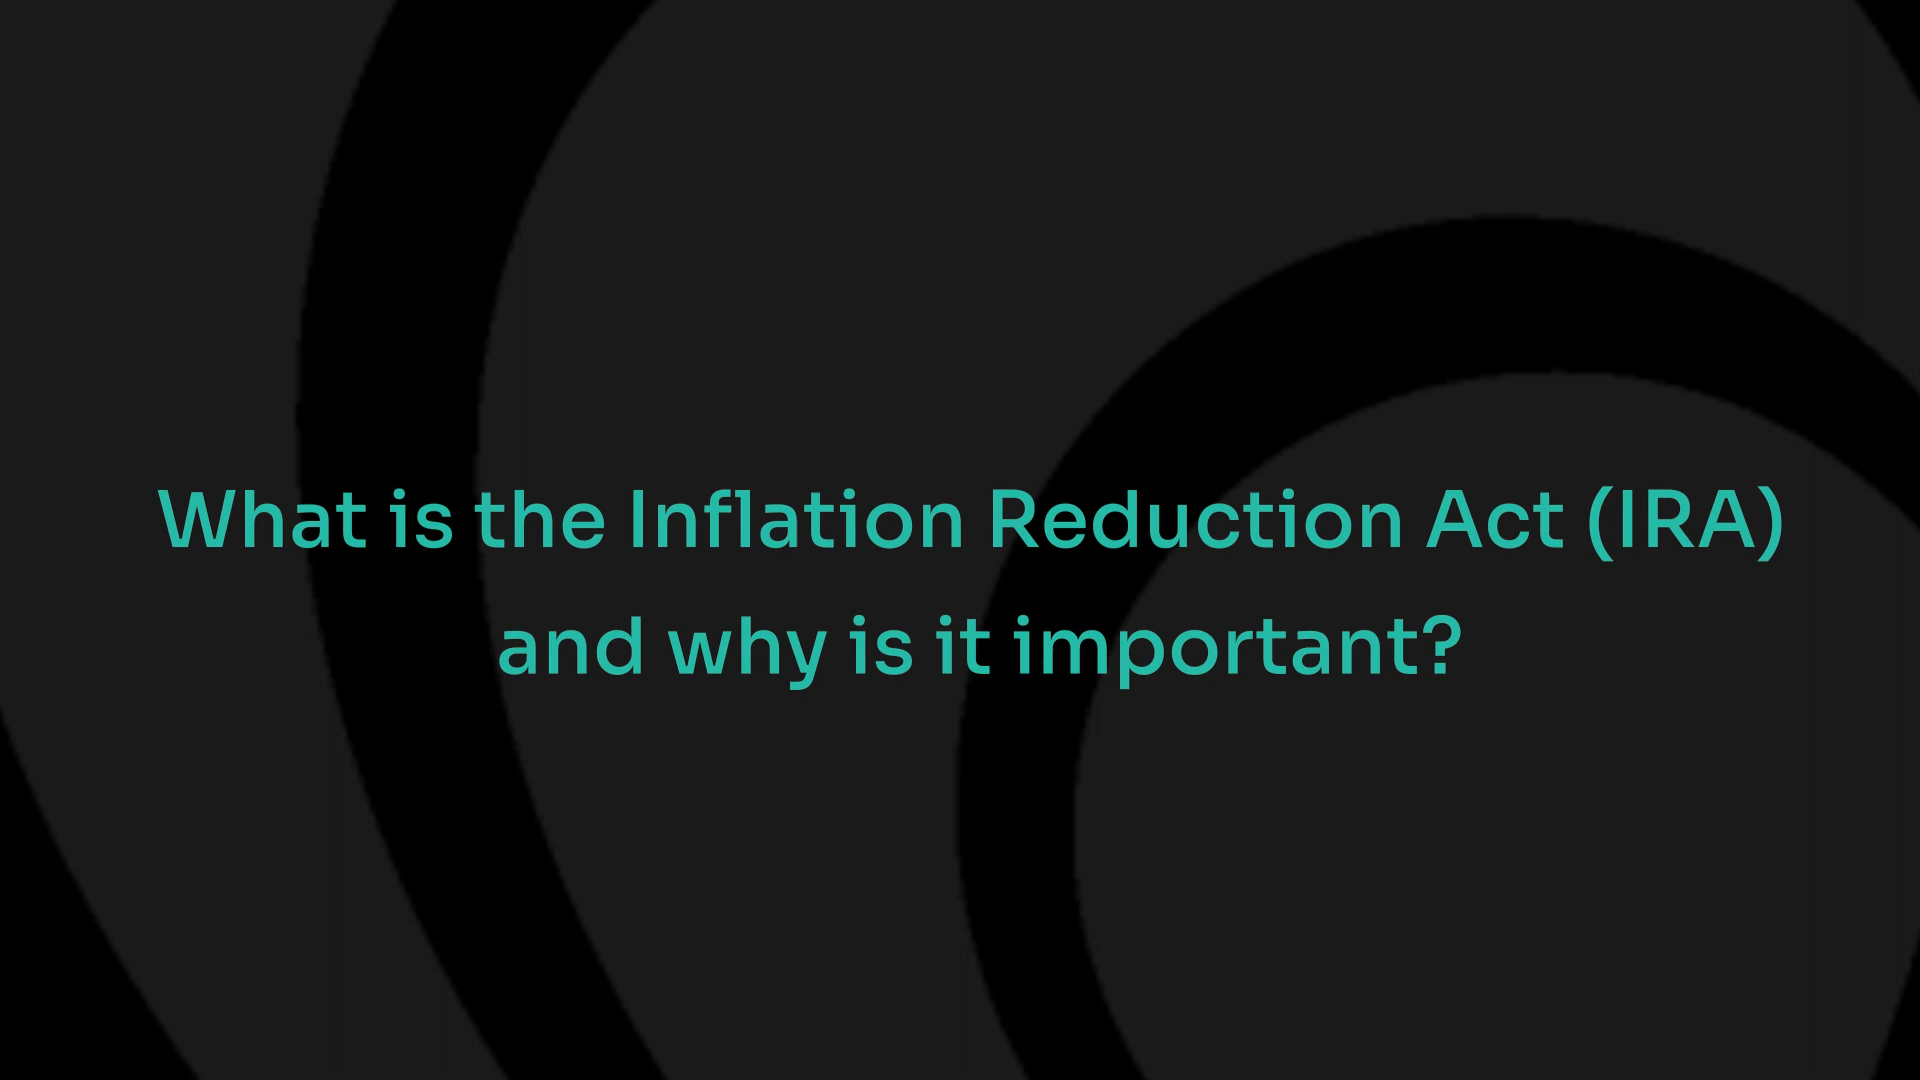 What is the Inflation Reduction Act (IRA)
and why is it important?